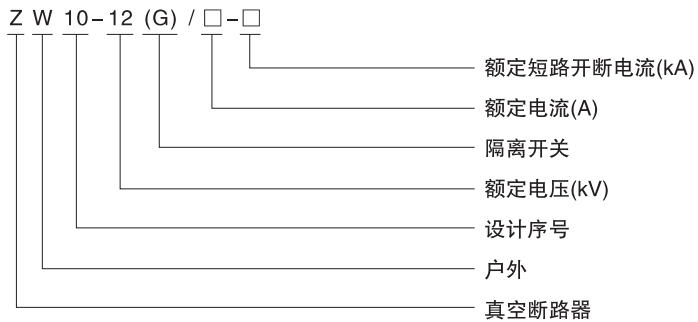 ZW10-12(G)/□-□
额定短路开断电流(kA)
额定电流(A)
隔离开关
额定电压(kV)
设计序号
户外
真空断路器